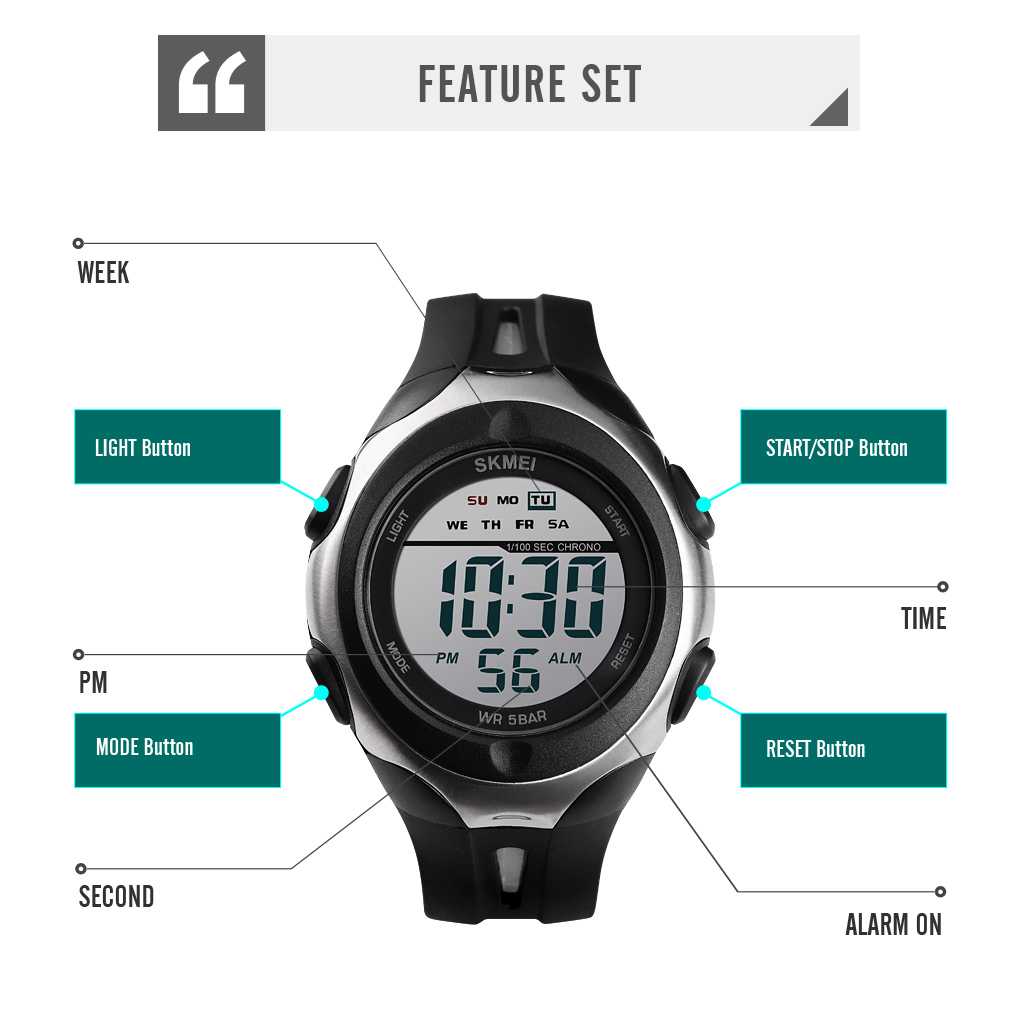 FEATURE SET
WEEK
LIGHT Button
START/STOP Button
SKMEI
SU MO TU
LIGHT
START
WE TH FR SA
1/100 SEC CHRONO
10:30
TIME
MODE
RESET
PM 56 ALM
PM
WR 5BAR
MODE Button
RESET Button
SECOND
ALARM ON